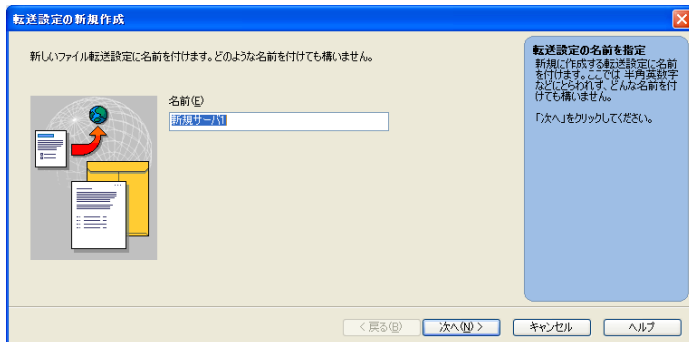 転送設定の新規作成
新しいファイル転送設定に名前を付けます。どのような名前を付けても構いません。
名前(E)
新規サーバ1
転送設定の名前を指定
新規に作成する転送設定に名前
を付けます。ここでは 半角英数字
などにとらわれず、どんな名前を付
けても構いません。
「次へ」をクリックしてください。
< 戻る(B)
次へ(N) >
キャンセル
ヘルプ